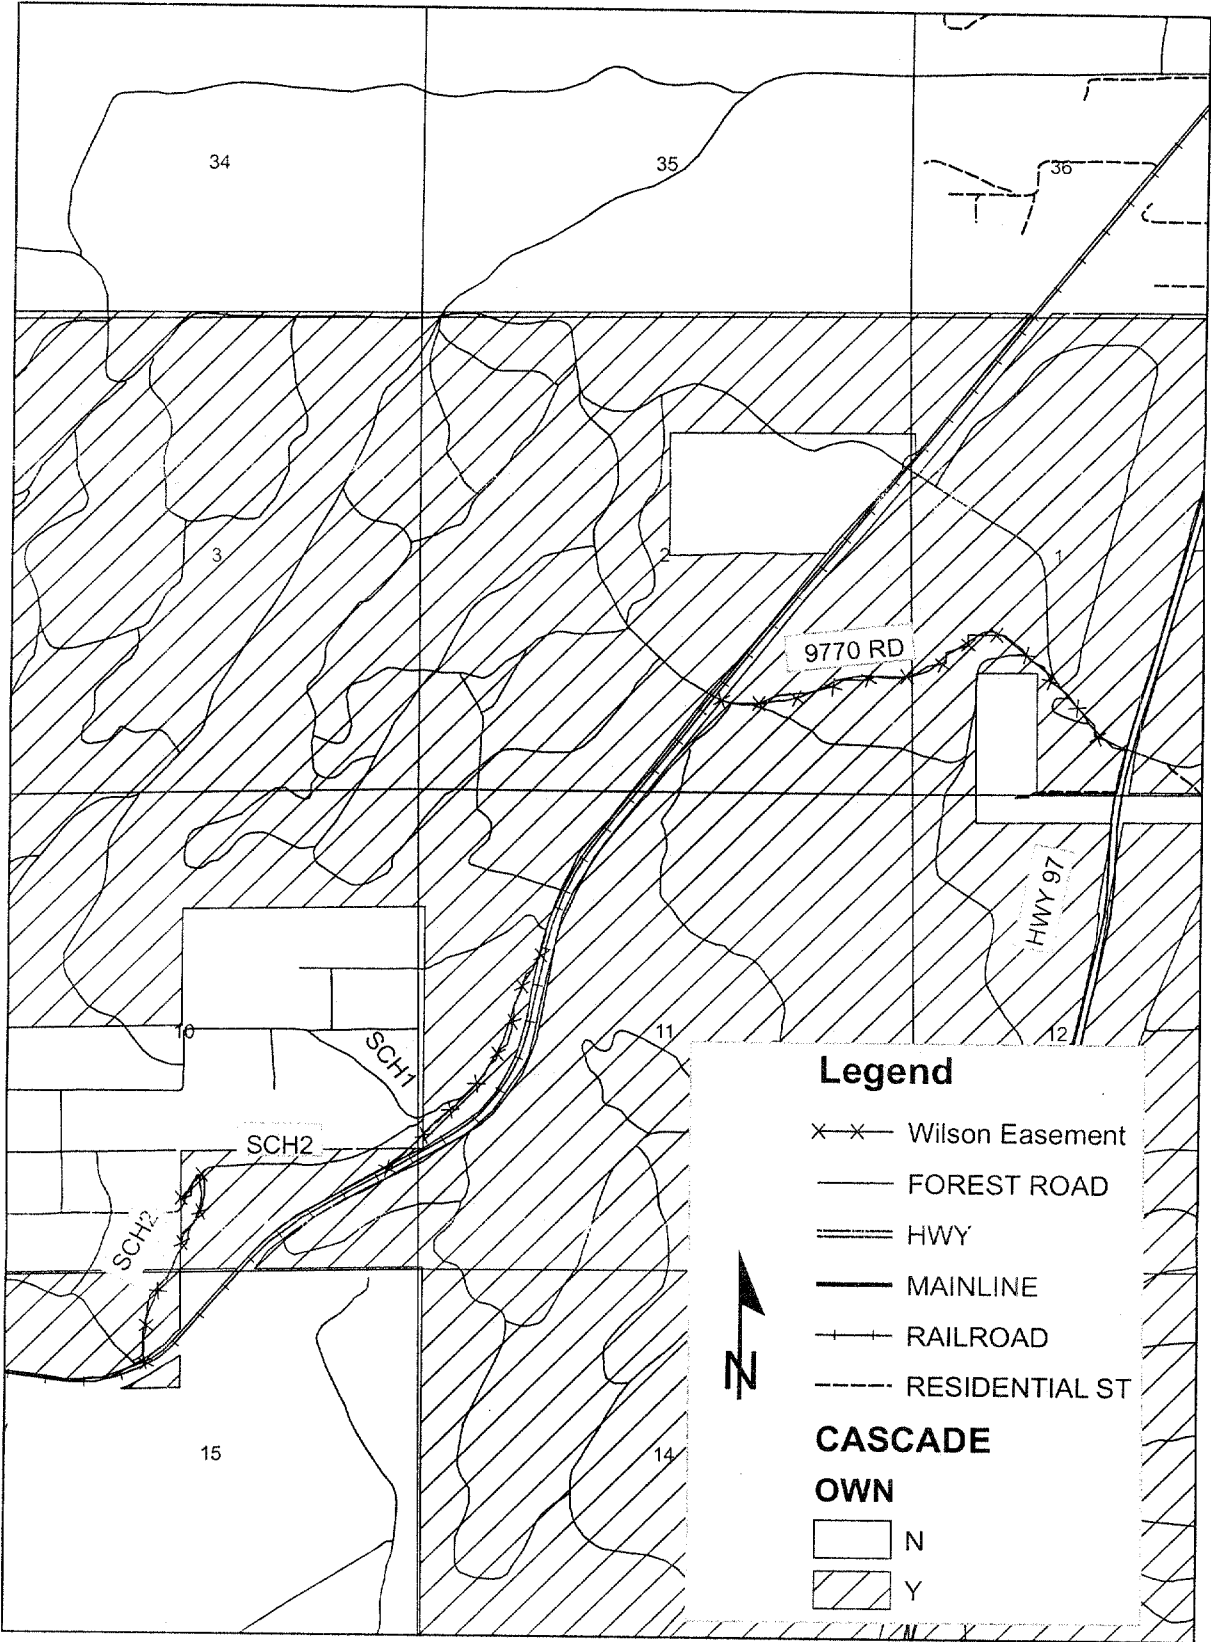 34
35
36
3
2
1
9770 RD
HWY 97
10
11
12
SCH1
SCH2
SCH2
15
14
Legend
Wilson Easement
FOREST ROAD
HWY
MAINLINE
RAILROAD
RESIDENTIAL ST
CASCADE
OWN
N
Y
N